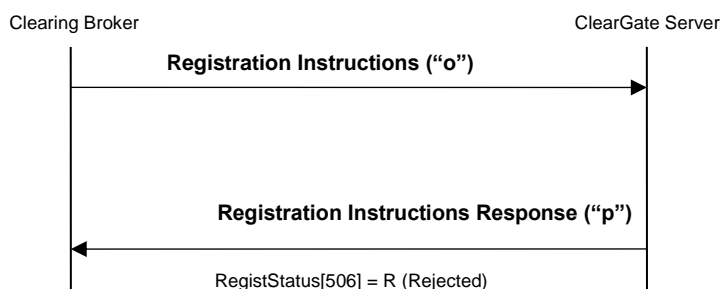 Clearing Broker
ClearGate Server
Registration Instructions (“o”)
Registration Instructions Response (“p”)
RegistStatus[506] = R (Rejected)